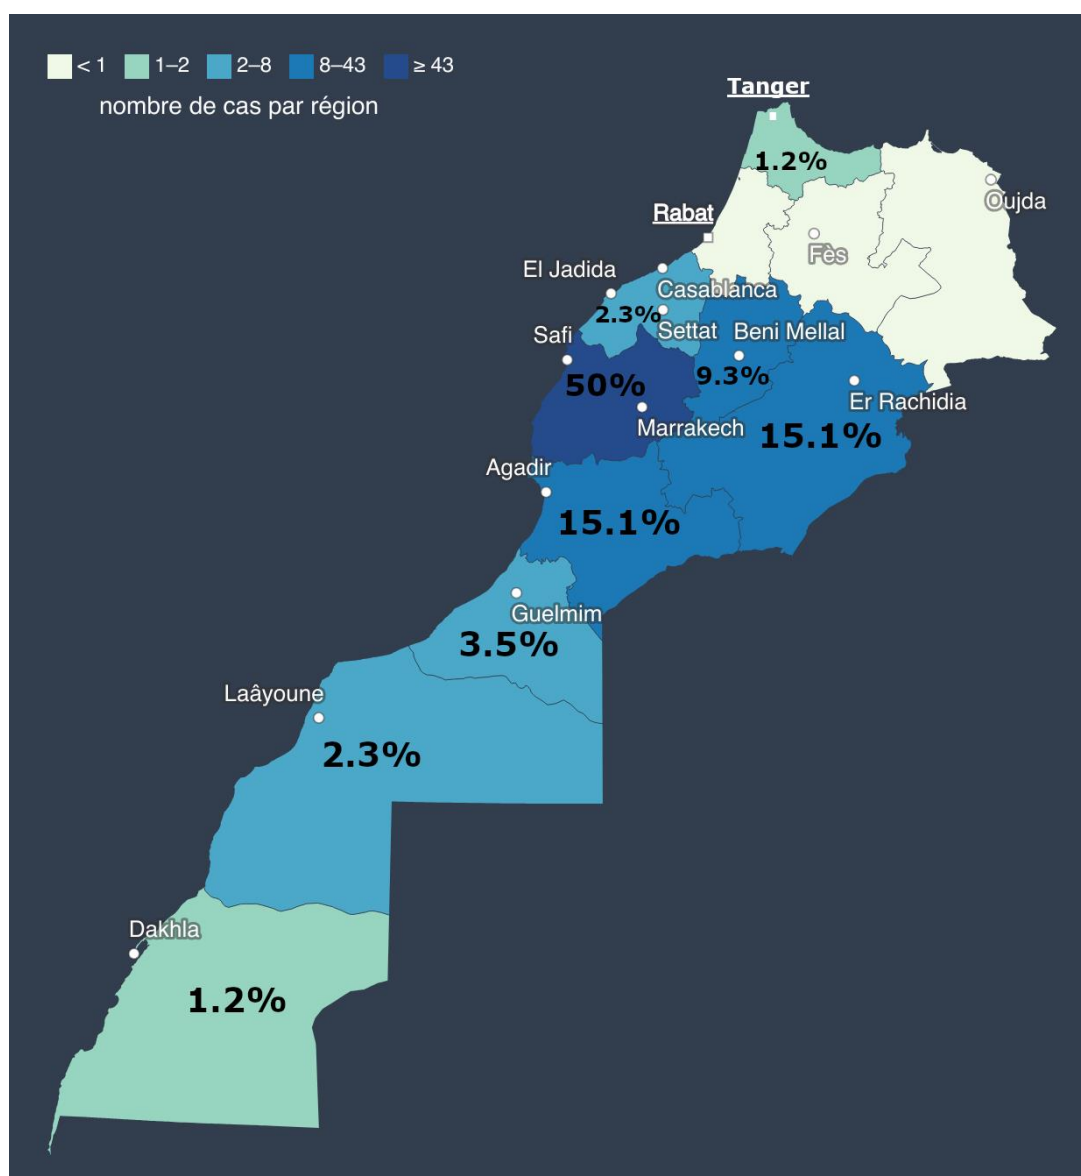 < 1 1–2 2–8 8–43 ≥ 43
nombre de cas par région
Tanger
1.2%
Oujda
Rabat
Fès
El Jadida
Casablanca
2.3%
Settat
Beni Mellal
Safi
50%
9.3%
Er Rachidia
Marrakech
15.1%
Agadir
15.1%
Guelmim
3.5%
Laâyoune
2.3%
Dakhla
1.2%